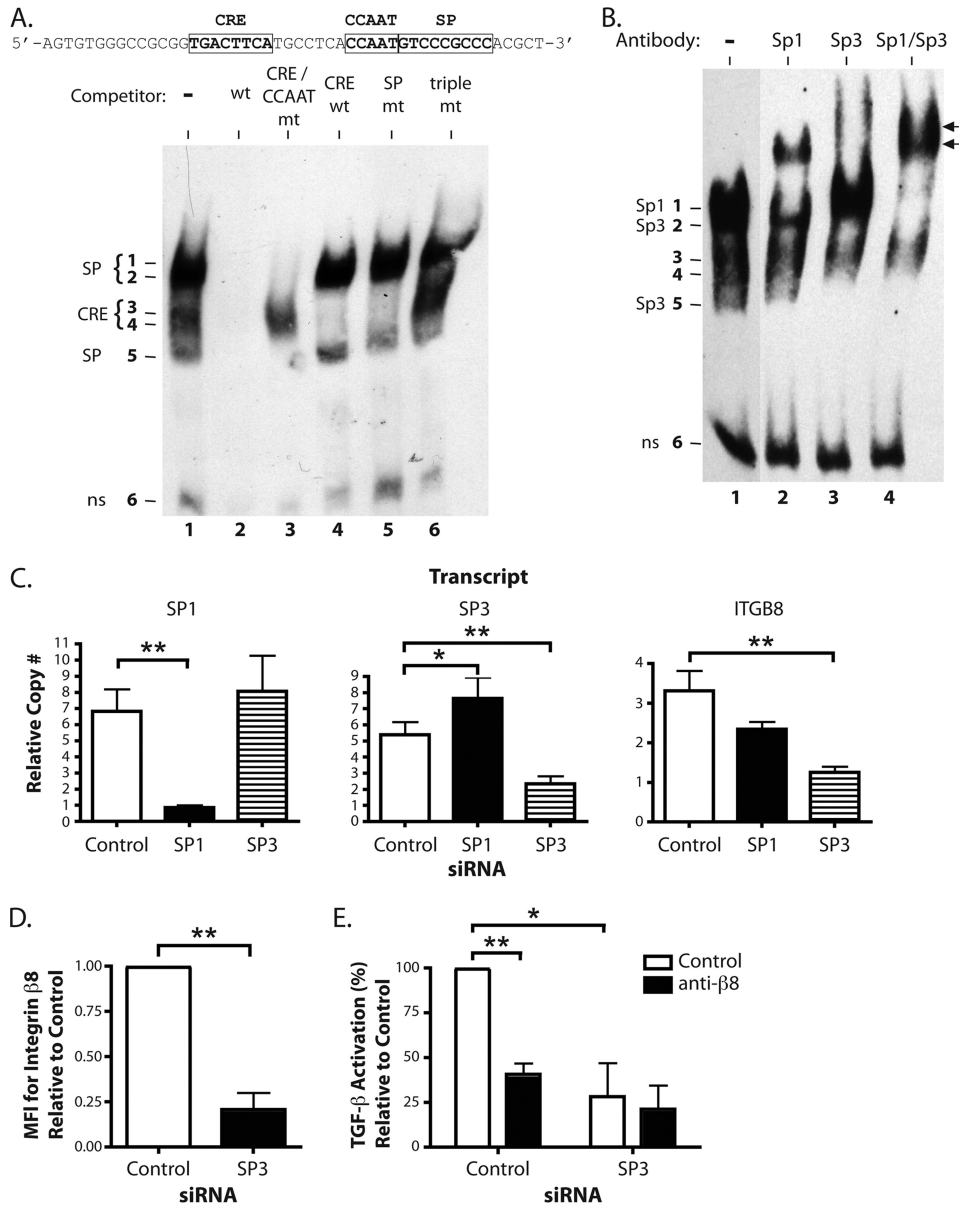 A.
CRE CCAAT SP
5′-AGTGTGGGCCGCGGTGACTTCATGCCTCACCAATGTCCCGCCCACGCT-3′
Competitor: - wt CRE / CCAAT mt CRE wt SP mt triple mt
SP { 1 2
CRE { 3 4
SP 5
ns 6
1 2 3 4 5 6
B.
Antibody: - Sp1 Sp3 Sp1/Sp3
Sp1 1
Sp3 2
3
4
Sp3 5
ns 6
1 2 3 4
C.
Transcript
SP1 SP3 ITGB8
Relative Copy #
11
10
9
8
7
6
5
4
3
2
1
0
**
Control SP1 SP3
9
8
7
6
5
4
3
2
1
0
**
*
Control SP1 SP3
4
3
2
1
0
**
Control SP1 SP3
siRNA
D.
MFI for Integrin β8
Relative to Control
1.00
0.75
0.50
0.25
0.00
**
Control SP3
siRNA
E.
TGF-β Activation (%)
Relative to Control
100
75
50
25
0
*
**
Control
anti-β8
Control SP3
siRNA